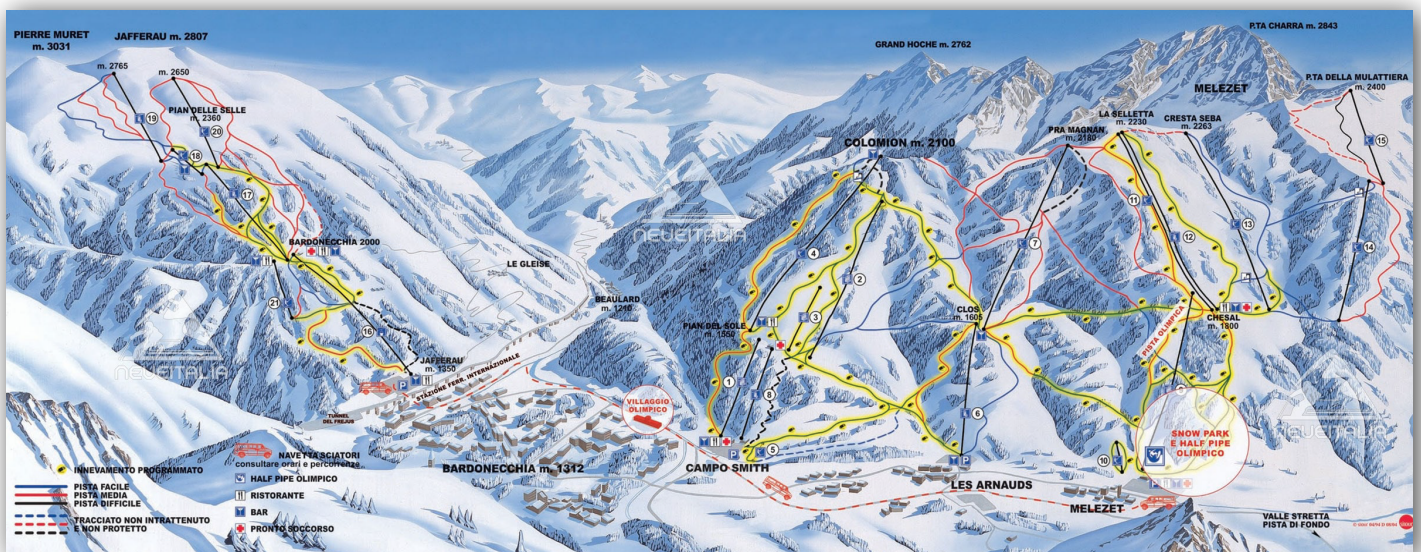 PIERRE MURET
m. 3031
JAFFERAU m. 2807
m. 2765
m. 2650
PIAN DELLE SELLE
m. 2360
19
20
18
17
BARDONECCHIA 2000
21
16
JAFFERAU
m. 1350
P
STAZIONE FERR. INTERNAZIONALE
TUNNEL
DEL FREJUS
LE GLEISE
BEAULARD
m. 1210
NEVEITALIA
NEVEITALIA
NEVEITALIA
GRAND HOCHE m. 2762
P.TA CHARRA m. 2843
MELEZET
P.TA DELLA MULATTIERA
m. 2400
COLOMION m. 2100
PRA MAGNAN
m. 2180
LA SELLETTA
m. 2230
CRESTA SEBA
m. 2263
15
11
12
13
14
7
4
2
3
PIAN DEL SOLE
m. 1550
CLOS
m. 1605
PISTA OLIMPICA
CHESAL
m. 1800
1
8
6
5
9
10
VILLAGGIO
OLIMPICO
SNOW PARK
E HALF PIPE
OLIMPICO
P
P
P
BARDONECCHIA m. 1312
CAMPO SMITH
LES ARNAUDS
MELEZET
VALLE STRETTA
PISTA DI FONDO
INNEVAMENTO PROGRAMMATO
PISTA FACILE
PISTA MEDIA
PISTA DIFFICILE
TRACCIATO NON INTRATTENUTO
E NON PROTETTO
NAVETTA SCIATORI
consultare orari e percorrenze
HALF PIPE OLIMPICO
RISTORANTE
BAR
PRONTO SOCCORSO